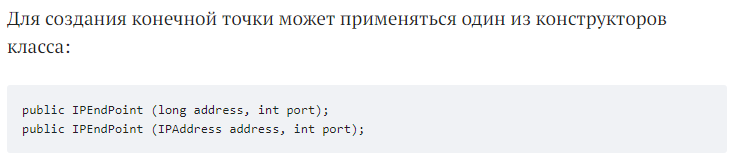 Для создания конечной точки может применяться один из конструкторов
класса:
public IPEndPoint (long address, int port);
public IPEndPoint (IPAddress address, int port);